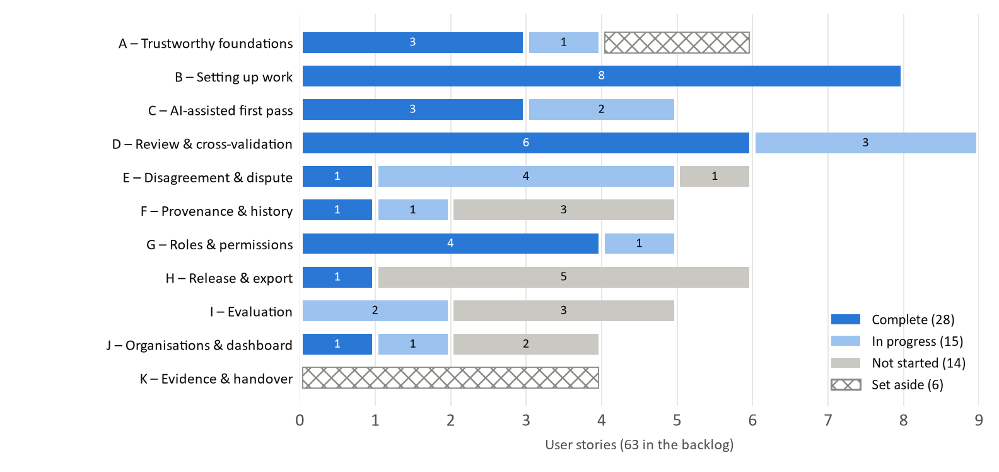 A – Trustworthy foundations 3 1
B – Setting up work 8
C – AI-assisted first pass 3 2
D – Review & cross-validation 6 3
E – Disagreement & dispute 1 4 1
F – Provenance & history 1 1 3
G – Roles & permissions 4 1
H – Release & export 1 5
I – Evaluation 2 3
J – Organisations & dashboard 1 1 2
K – Evidence & handover
Complete (28)
In progress (15)
Not started (14)
Set aside (6)
0 1 2 3 4 5 6 7 8 9
User stories (63 in the backlog)